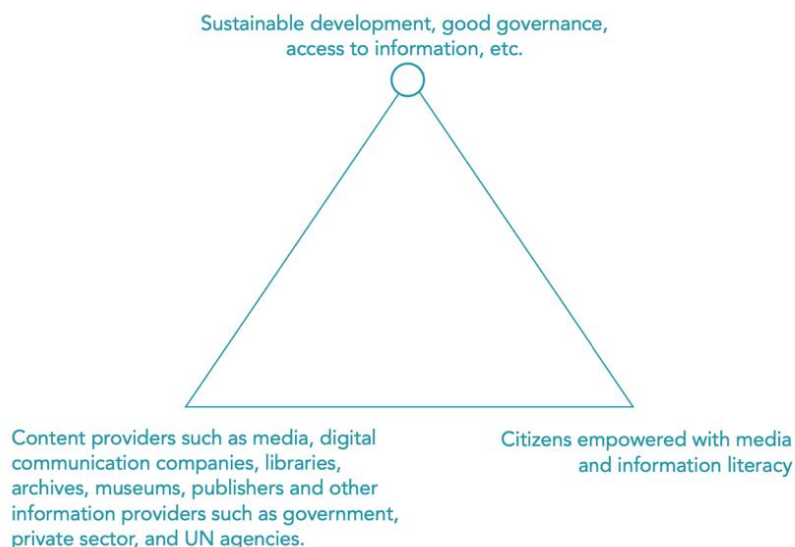 Sustainable development, good governance,
access to information, etc.
Content providers such as media, digital
communication companies, libraries,
archives, museums, publishers and other
information providers such as government,
private sector, and UN agencies.
Citizens empowered with media
and information literacy